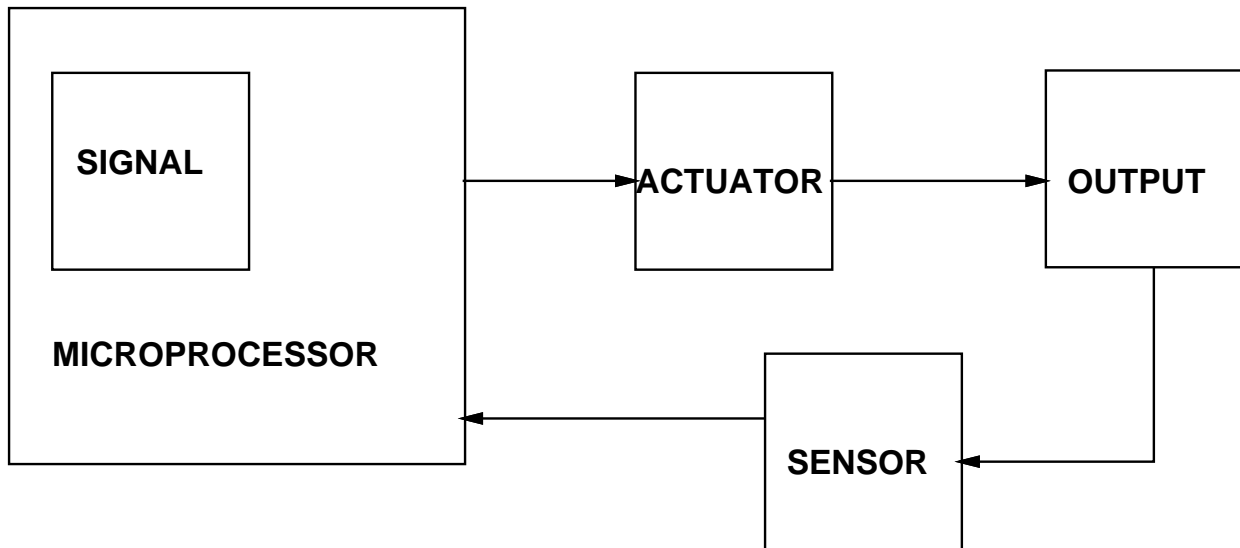 SIGNAL
ACTUATOR
OUTPUT
MICROPROCESSOR
SENSOR